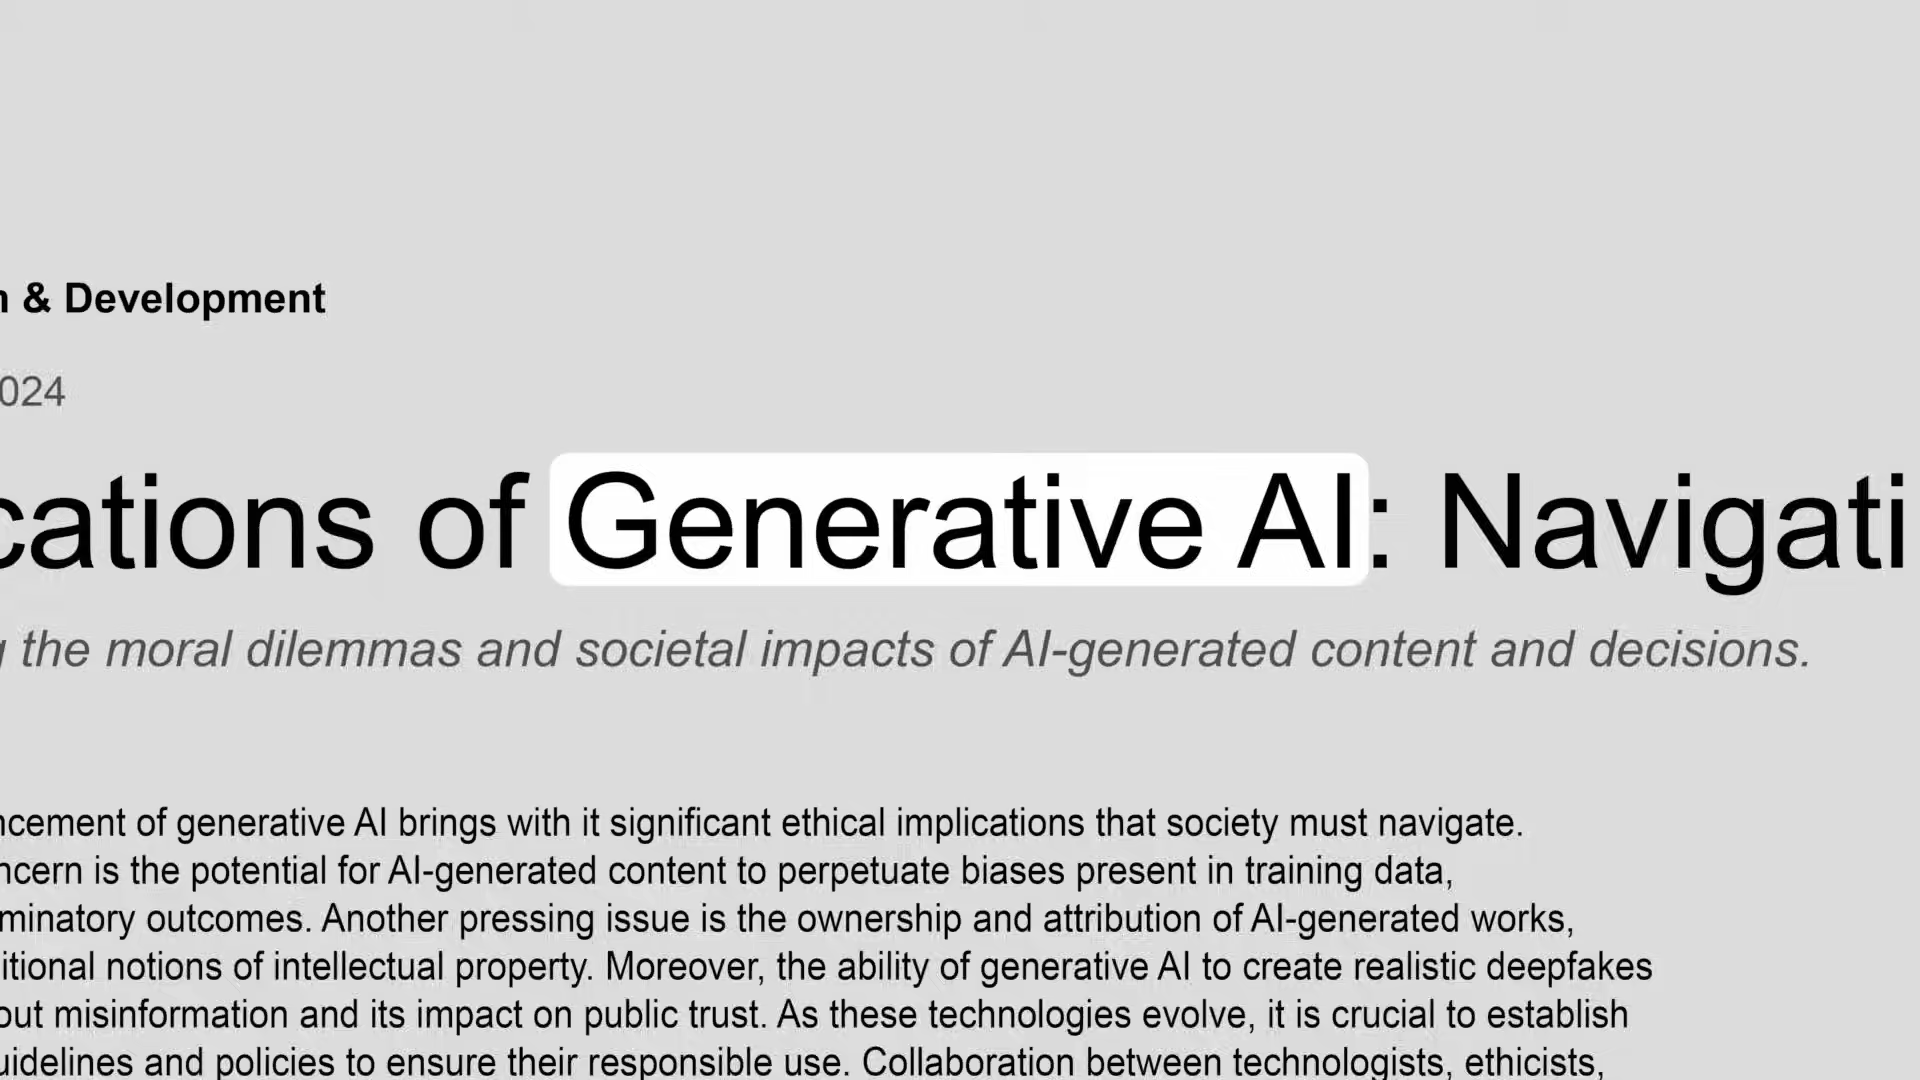 & Development
024
cations of Generative AI: Navigati
the moral dilemmas and societal impacts of AI-generated content and decisions.
ncement of generative AI brings with it significant ethical implications that society must navigate.
ncern is the potential for AI-generated content to perpetuate biases present in training data,
minatory outcomes. Another pressing issue is the ownership and attribution of AI-generated works,
itional notions of intellectual property. Moreover, the ability of generative AI to create realistic deepfakes
out misinformation and its impact on public trust. As these technologies evolve, it is crucial to establish
uidelines and policies to ensure their responsible use. Collaboration between technologists, ethicists,